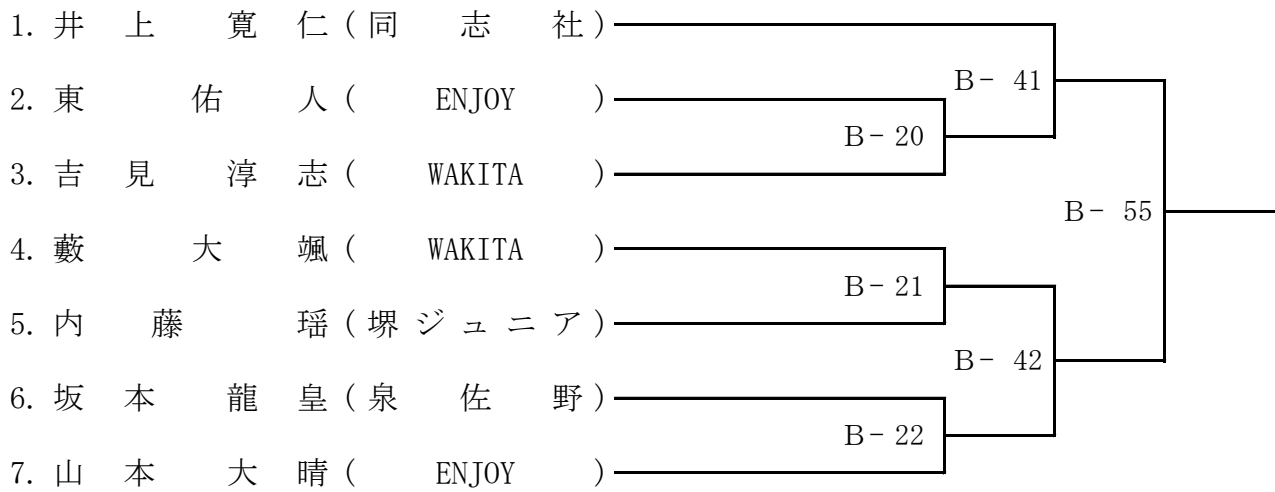 1. 井上 寛仁 (同志社)
B- 41
2. 東 佑人 ( ENJOY )
B- 20
3. 吉見 淳志 ( WAKITA )
B- 55
4. 藪 大颯 ( WAKITA )
B- 21
5. 内藤 瑶 (堺ジュニア)
B- 42
6. 坂本 龍皇 (泉佐野)
B- 22
7. 山本 大晴 ( ENJOY )